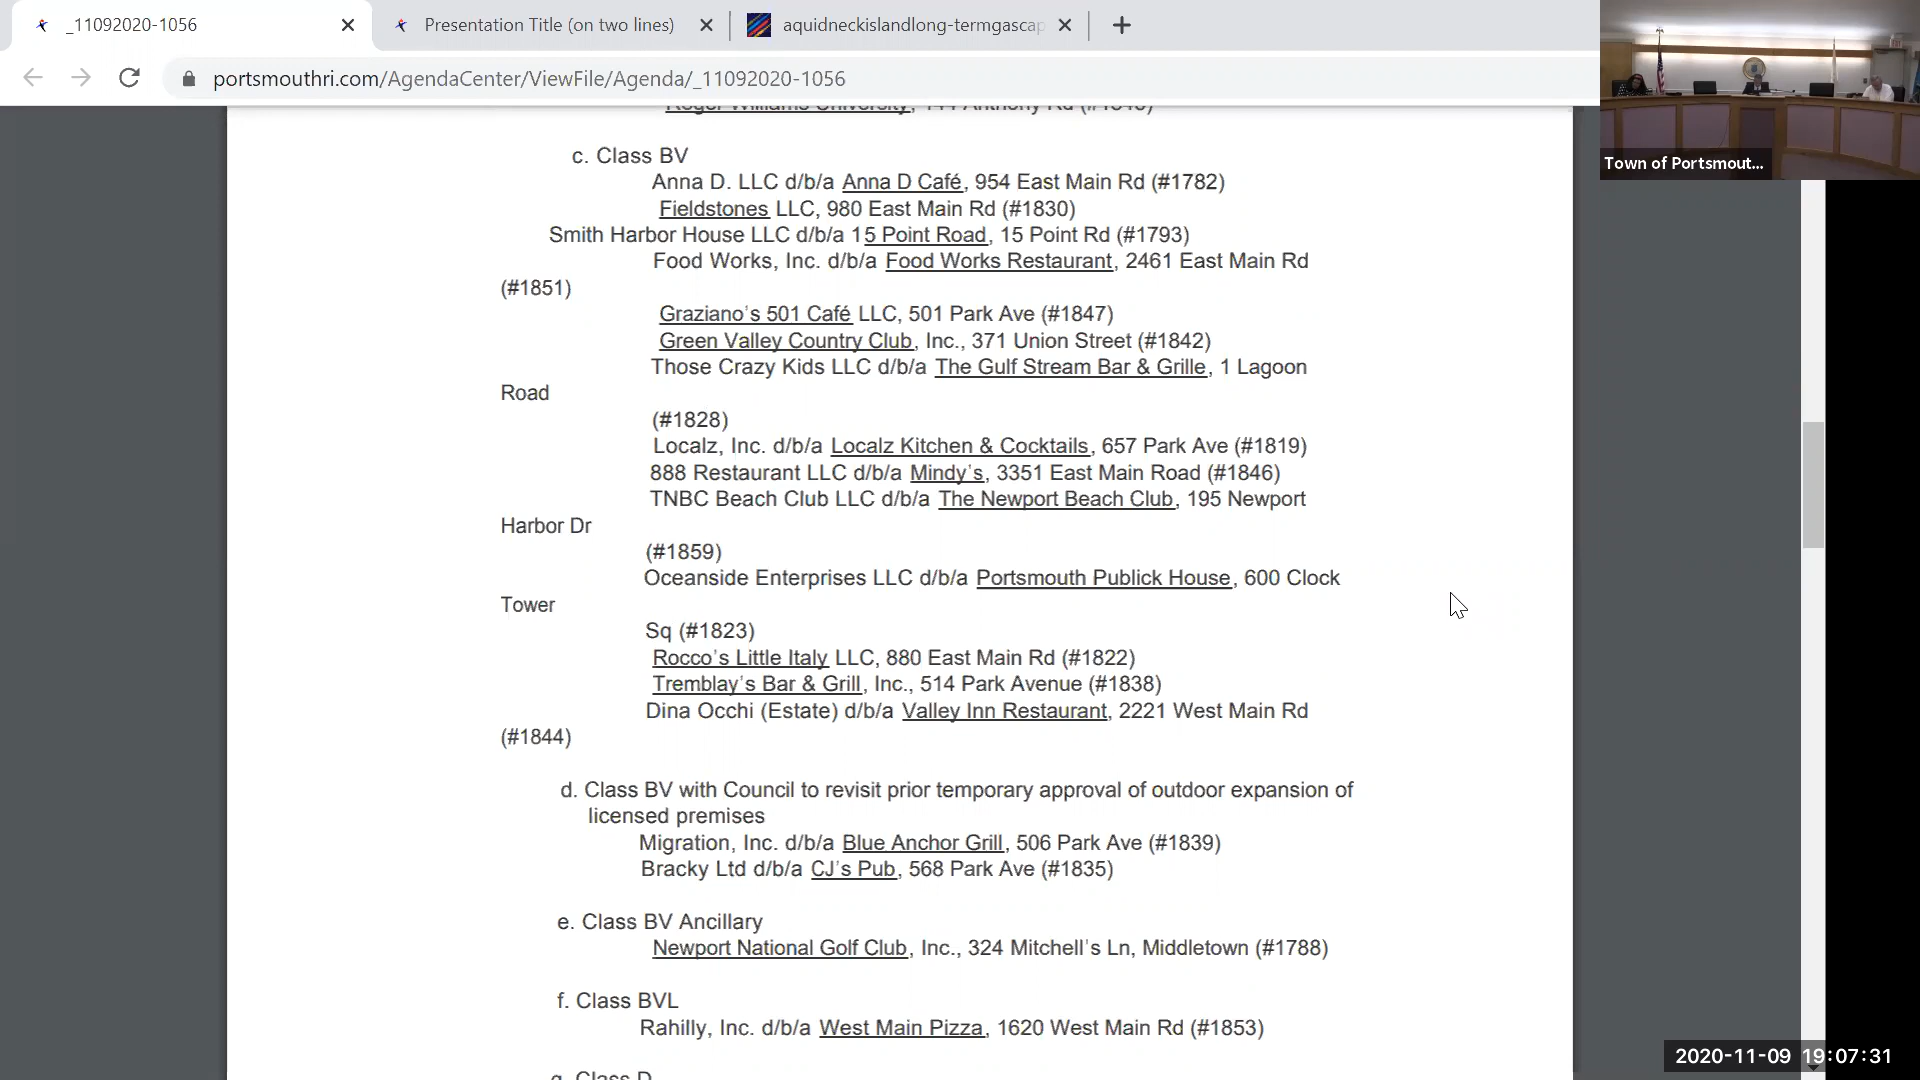 _11092020-1056
Presentation Title (on two lines)
aquidneckislandlong-termgascap
portsmouthri.com/AgendaCenter/ViewFile/Agenda/_11092020-1056
Roger Williams University, 144 Anthony Rd (#1843)
c. Class BV
Anna D. LLC d/b/a Anna D Café, 954 East Main Rd (#1782)
Fieldstones LLC, 980 East Main Rd (#1830)
Smith Harbor House LLC d/b/a 15 Point Road, 15 Point Rd (#1793)
Food Works, Inc. d/b/a Food Works Restaurant, 2461 East Main Rd
(#1851)
Graziano's 501 Café LLC, 501 Park Ave (#1847)
Green Valley Country Club, Inc., 371 Union Street (#1842)
Those Crazy Kids LLC d/b/a The Gulf Stream Bar & Grille, 1 Lagoon
Road
(#1828)
Localz, Inc. d/b/a Localz Kitchen & Cocktails, 657 Park Ave (#1819)
888 Restaurant LLC d/b/a Mindy's, 3351 East Main Road (#1846)
TNBC Beach Club LLC d/b/a The Newport Beach Club, 195 Newport
Harbor Dr
(#1859)
Oceanside Enterprises LLC d/b/a Portsmouth Publick House, 600 Clock
Tower
Sq (#1823)
Rocco's Little Italy LLC, 880 East Main Rd (#1822)
Tremblay's Bar & Grill, Inc., 514 Park Avenue (#1838)
Dina Occhi (Estate) d/b/a Valley Inn Restaurant, 2221 West Main Rd
(#1844)
d. Class BV with Council to revisit prior temporary approval of outdoor expansion of
licensed premises
Migration, Inc. d/b/a Blue Anchor Grill, 506 Park Ave (#1839)
Bracky Ltd d/b/a CJ's Pub, 568 Park Ave (#1835)
e. Class BV Ancillary
Newport National Golf Club, Inc., 324 Mitchell's Ln, Middletown (#1788)
f. Class BVL
Rahilly, Inc. d/b/a West Main Pizza, 1620 West Main Rd (#1853)
g. Class D
Town of Portsmout...
2020-11-09 19:07:31